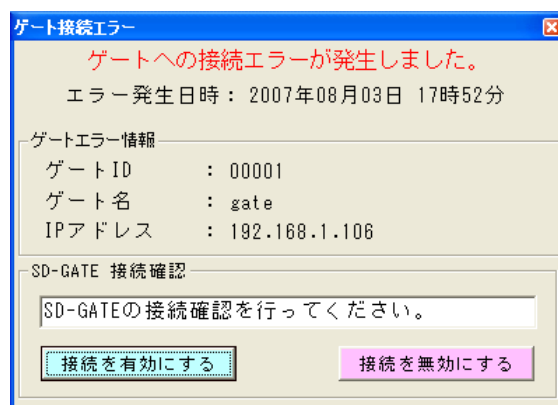 ゲート接続エラー
ゲートへの接続エラーが発生しました。
エラー発生日時： 2007年08月03日 17時52分
ゲートエラー情報
ゲートID : 00001
ゲート名 : gate
IPアドレス : 192.168.1.106
SD-GATE 接続確認
SD-GATEの接続確認を行ってください。
接続を有効にする 接続を無効にする